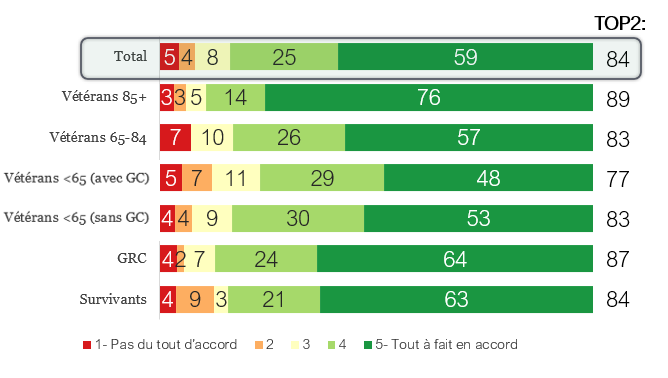 TOP2:
Total 5 4 8 25 59 84
Vétérans 85+ 3 3 5 14 76 89
Vétérans 65-84 7 10 26 57 83
Vétérans <65 (avec GC) 5 7 11 29 48 77
Vétérans <65 (sans GC) 4 4 9 30 53 83
GRC 4 2 7 24 64 87
Survivants 4 9 3 21 63 84
1- Pas du tout d'accord 2 3 4 5- Tout à fait en accord